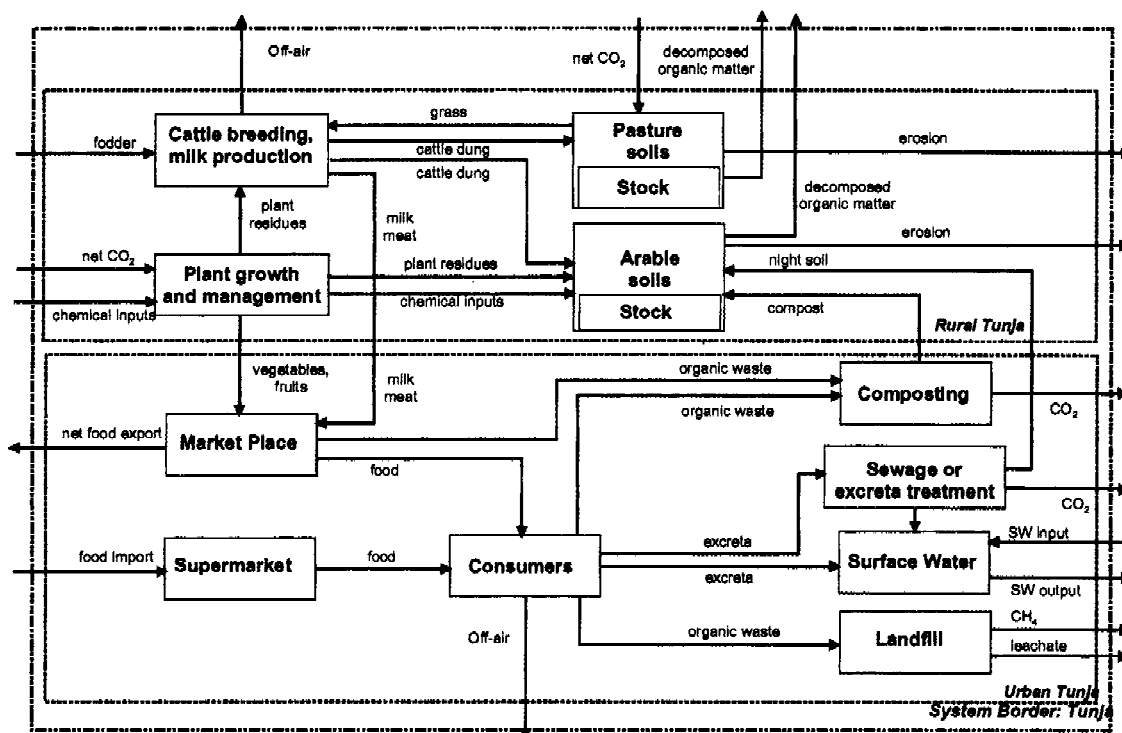 Off-air
net CO₂
decomposed
organic matter
fodder
Cattle breeding,
milk production
grass
cattle dung
cattle dung
Pasture
soils
Stock
erosion
plant
residues
milk
meat
decomposed
organic matter
net CO₂
chemical inputs
Plant growth
and management
plant residues
chemical inputs
Arable
soils
Stock
erosion
night soil
compost
Rural Tunja
vegetables,
fruits
milk
meat
organic waste
organic waste
Composting
CO₂
net food export
Market Place
food
Sewage or
excreta treatment
CO₂
food Import
Supermarket
food
Consumers
excreta
excreta
Surface Water
SW input
SW output
Off-air
organic waste
Landfill
CH₄
leachate
Urban Tunja
System Border: Tunja